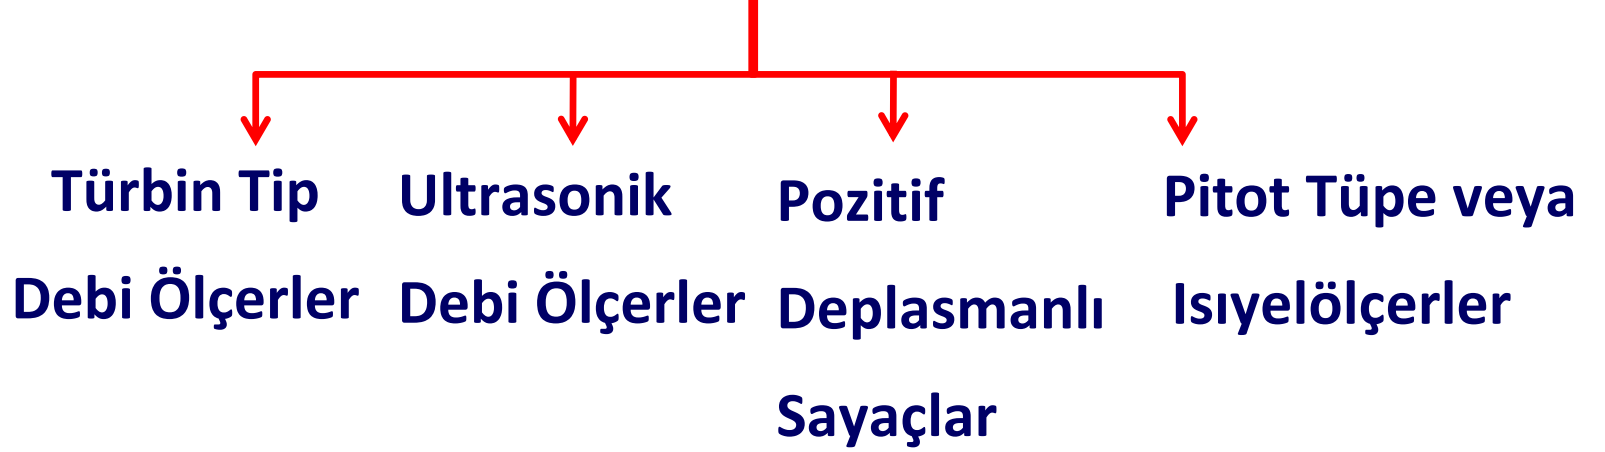 Türbin Tip
Debi Ölçerler
Ultrasonik
Debi Ölçerler
Pozitif
Deplasmanlı
Sayaçlar
Pitot Tüpe veya
Isıyelölçerler